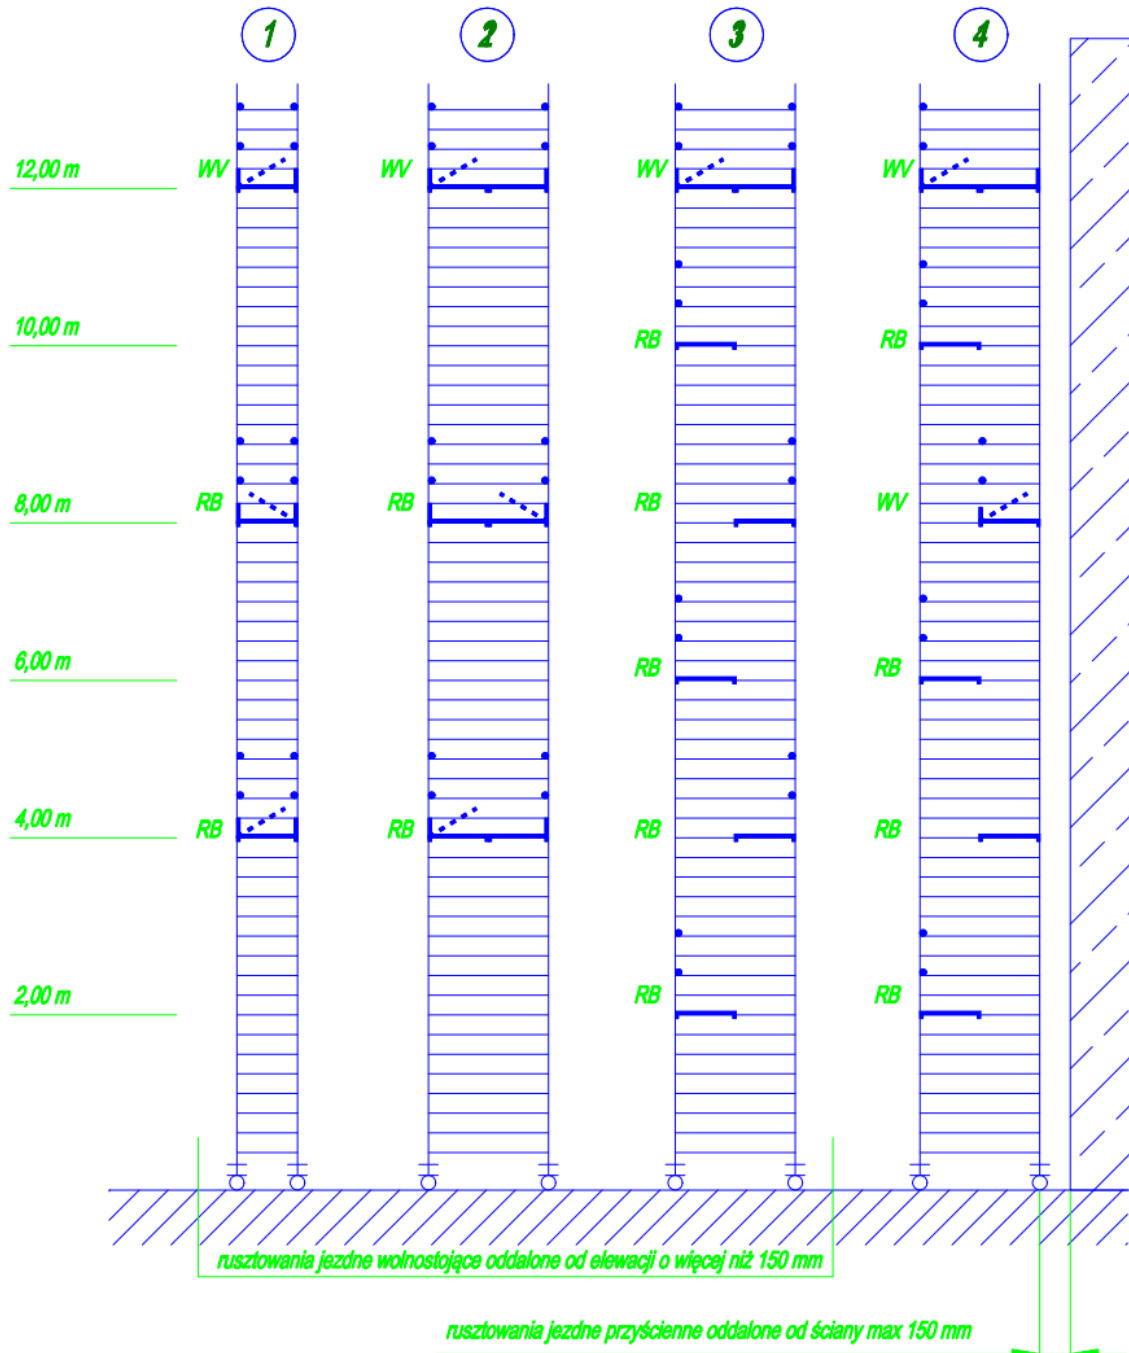 1 2 3 4
12,00 m WV WV WV WV
10,00 m RB RB
8,00 m RB RB RB WV
6,00 m RB RB
4,00 m RB RB RB RB
2,00 m RB RB
rusztowania jezdne wolnostojące oddalone od elewacji o więcej niż 150 mm
rusztowania jezdne przyścienne oddalone od ściany max 150 mm